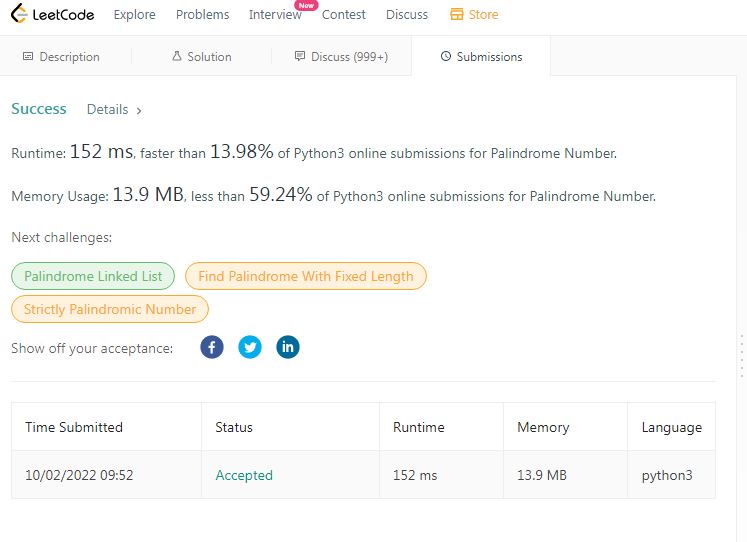 New
LeetCode Explore Problems Interview Contest Discuss Store
Description Solution Discuss (999+) Submissions
Success Details >
Runtime: 152 ms, faster than 13.98% of Python3 online submissions for Palindrome Number.
Memory Usage: 13.9 MB, less than 59.24% of Python3 online submissions for Palindrome Number.
Next challenges:
Palindrome Linked List Find Palindrome With Fixed Length
Strictly Palindromic Number
Show off your acceptance: f in
Time Submitted Status Runtime Memory Language
10/02/2022 09:52 Accepted 152 ms 13.9 MB python3